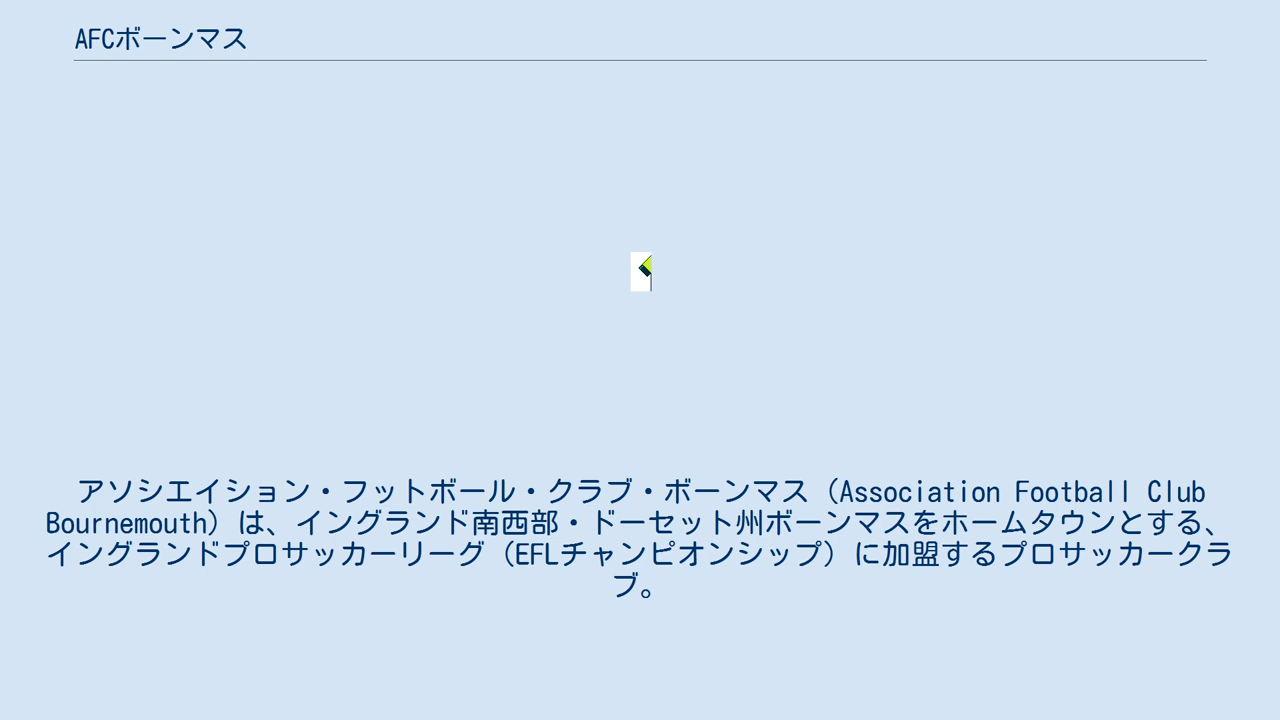 AFCボーンマス
アソシエイション・フットボール・クラブ・ボーンマス（Association Football Club
Bournemouth）は、イングランド南西部・ドーセット州ボーンマスをホームタウンとする、
イングランドプロサッカーリーグ（EFLチャンピオンシップ）に加盟するプロサッカークラ
ブ。